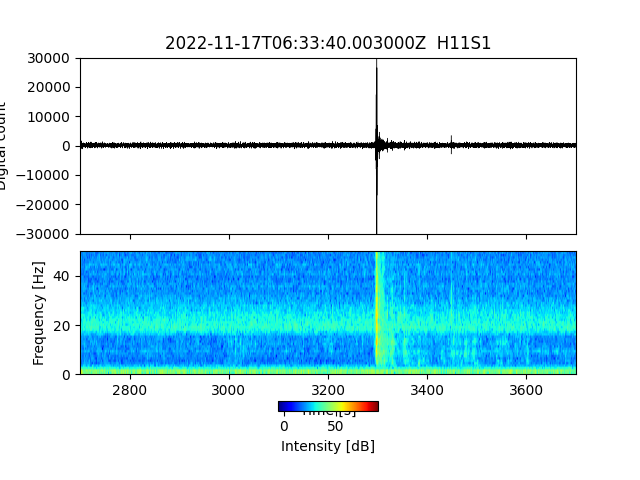 2022-11-17T06:33:40.003000Z H11S1
30000
20000
10000
0
−10000
−20000
−30000
Digital count
40
20
0
Frequency [Hz]
2800 3000 3200 3400 3600
Time [s]
0 50
Intensity [dB]